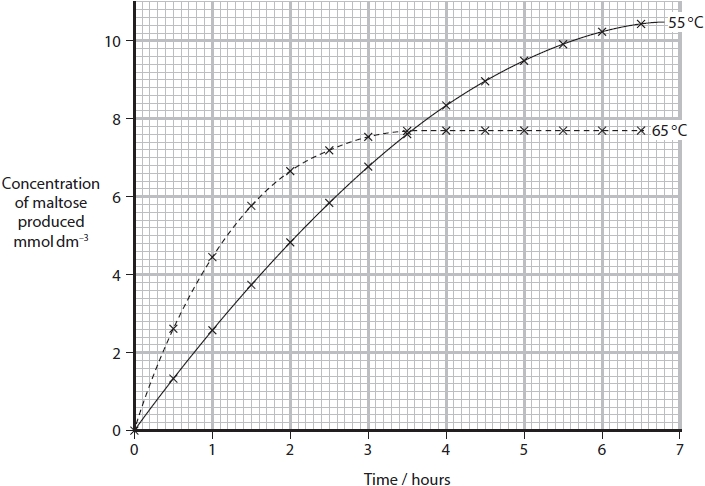 55 °C
10
8
65 °C
Concentration
of maltose
produced
mmol dm⁻³
6
4
2
0
0 1 2 3 4 5 6 7
Time / hours